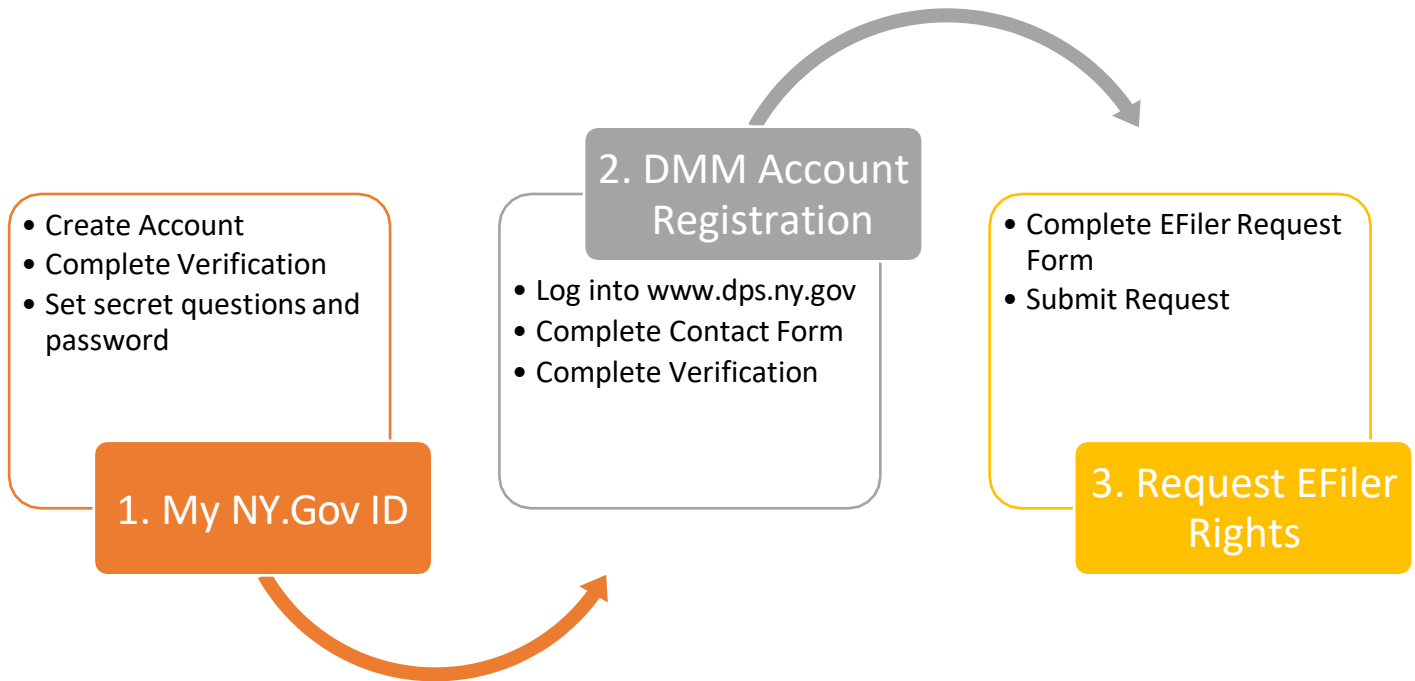 • Create Account
• Complete Verification
• Set secret questions and
password
1. My NY.Gov ID
2. DMM Account
Registration
• Log into www.dps.ny.gov
• Complete Contact Form
• Complete Verification
• Complete EFiler Request
Form
• Submit Request
3. Request EFiler
Rights